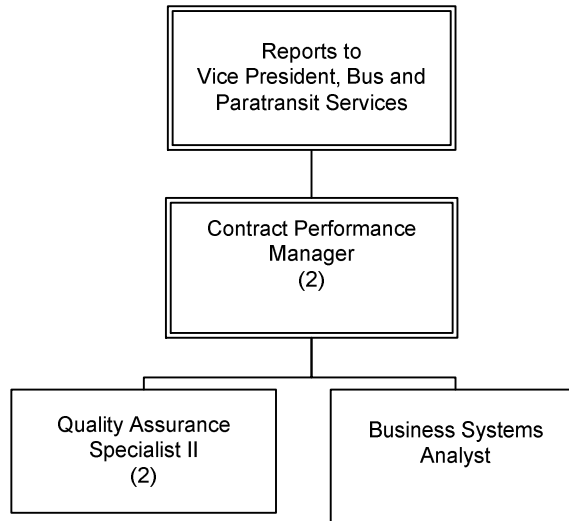 Reports to
Vice President, Bus and
Paratransit Services
Contract Performance
Manager
(2)
Quality Assurance
Specialist II
(2)
Business Systems
Analyst